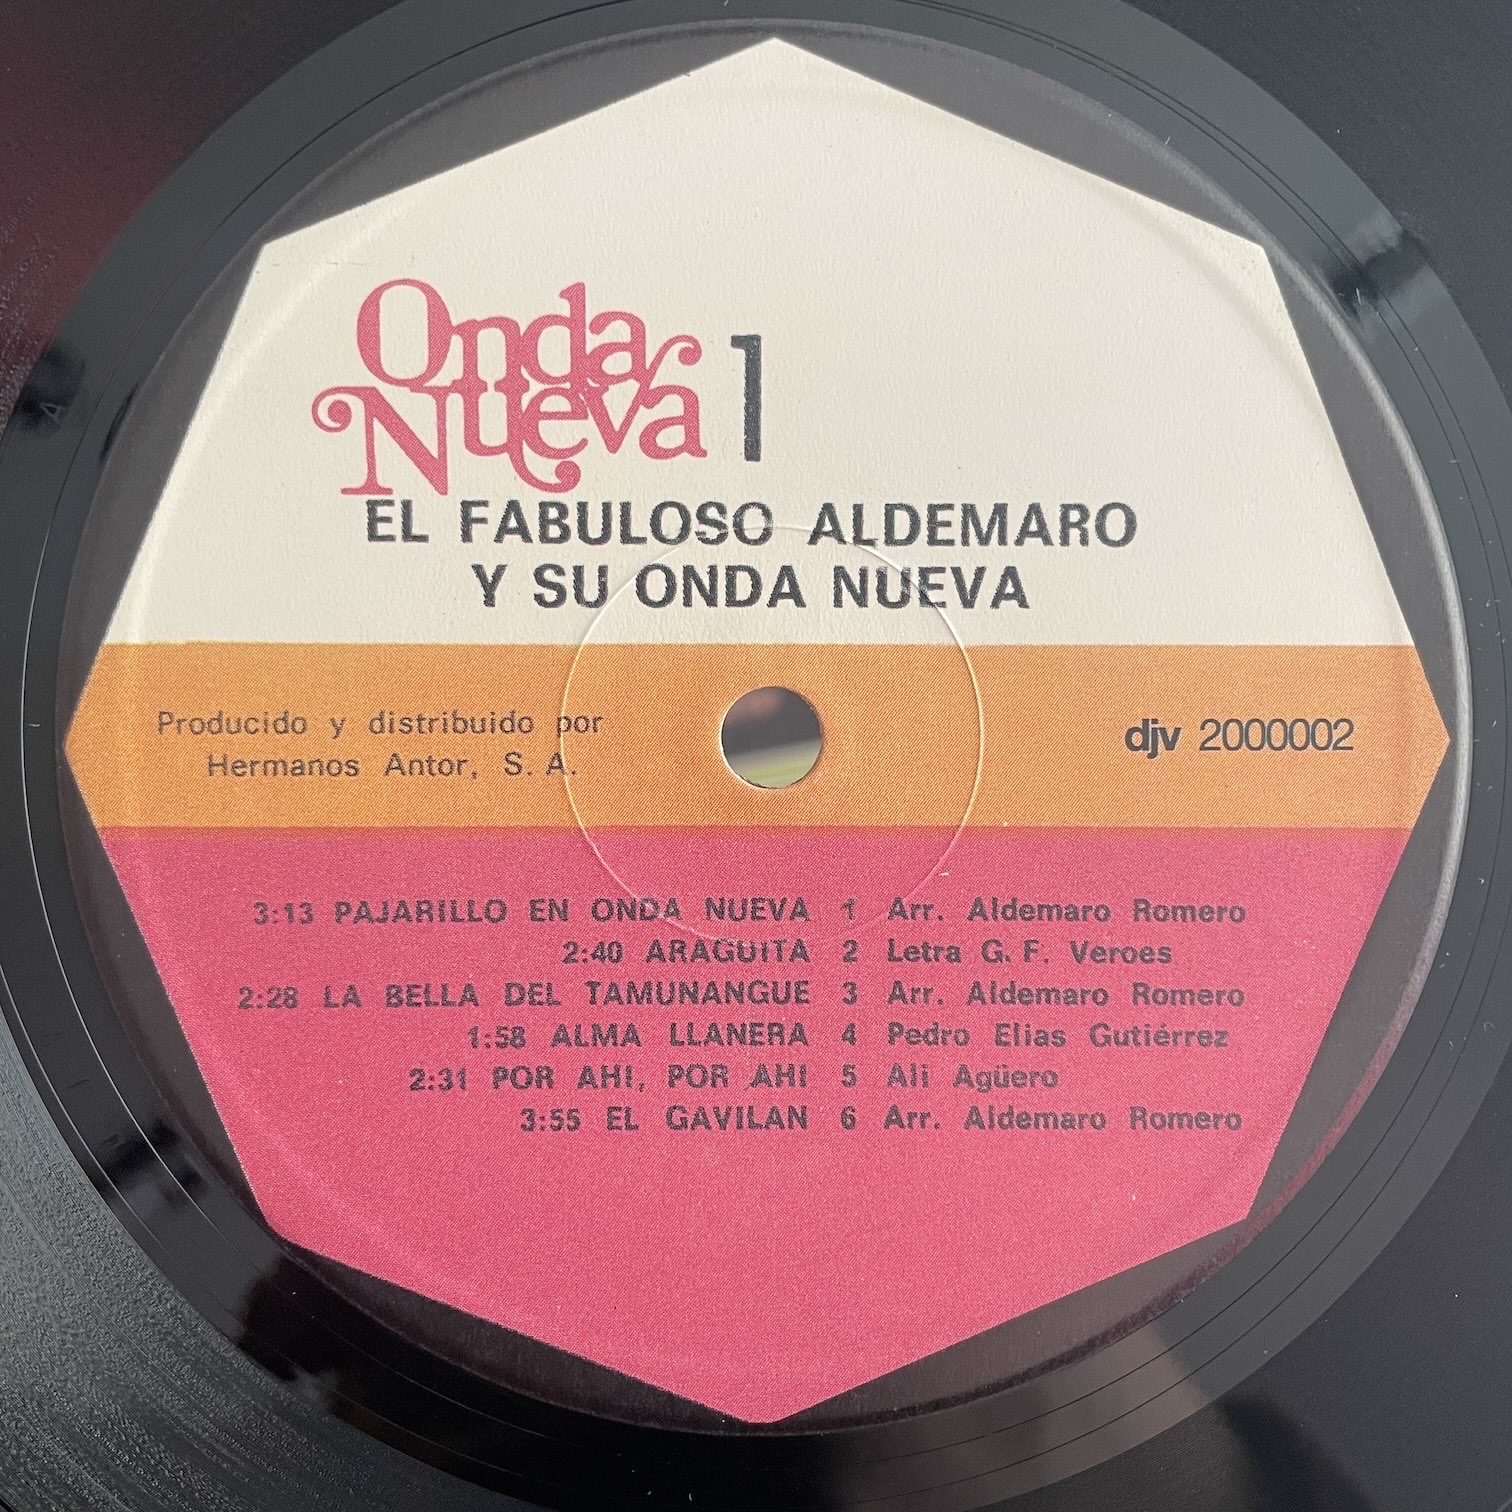 Onda
Nueva 1
EL FABULOSO ALDEMARO
Y SU ONDA NUEVA
Producido y distribuido por
Hermanos Antor, S. A.
djv 2000002
3:13 PAJARILLO EN ONDA NUEVA 1 Arr. Aldemaro Romero
2:40 ARAGUITA 2 Letra G. F. Veroes
2:28 LA BELLA DEL TAMUNANGUE 3 Arr. Aldemaro Romero
1:58 ALMA LLANERA 4 Pedro Elias Gutiérrez
2:31 POR AHI, POR AHI 5 Ali Agüero
3:55 EL GAVILAN 6 Arr. Aldemaro Romero